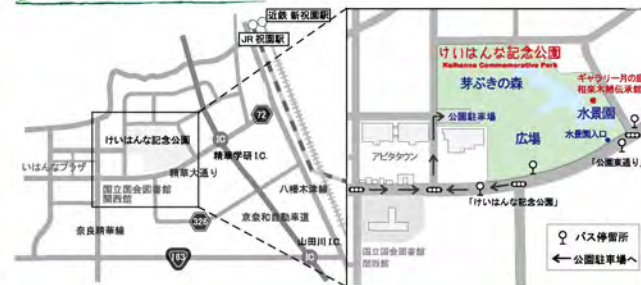 近鉄 新祝園駅
JR 祝園駅
けいはんな記念公園
72
IC
精華学研 I.C.
いはんなプラザ
精華大通り
国立国会図書館
関西館
八幡木津線
326
京奈和自動車道
奈良精華線
山田川 I.C.
IC
163
けいはんな記念公園
Keihanna Commemorative Park
芽ぶきの森
ギャラリー月の庭
相楽木綿伝承館
水景園
公園駐車場
広場
水景園入口
アピタタウン
「公園東通り」
「けいはんな記念公園」
国立国会図書館
関西館
バス停留所
公園駐車場へ